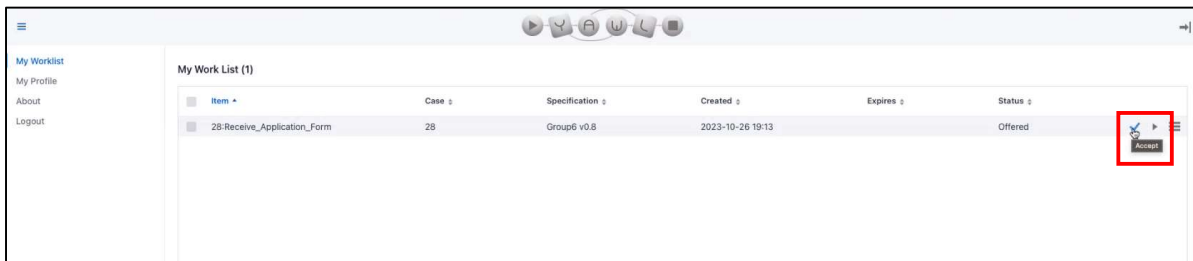 YAWL
My Worklist
My Profile
About
Logout
My Work List (1)
Item Case Specification Created Expires Status
28:Receive_Application_Form 28 Group6 v0.8 2023-10-26 19:13 Offered
Accept